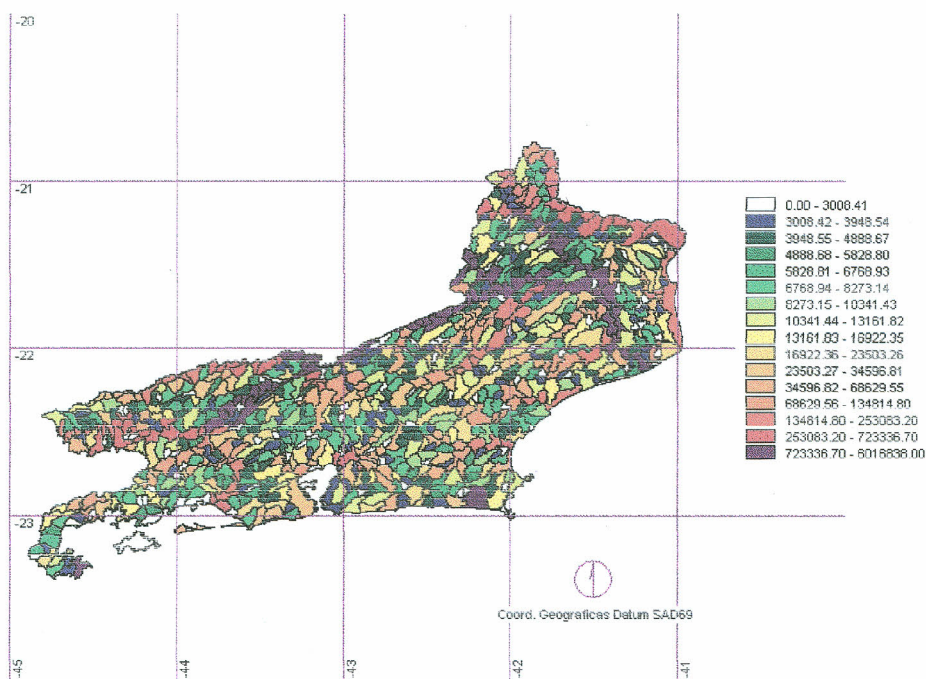 -20
-21
-22
-23
0.00 - 3008.41
3008.42 - 3948.54
3948.55 - 4888.67
4888.68 - 5828.80
5828.81 - 6768.93
6768.94 - 8273.14
8273.15 - 10341.43
10341.44 - 13161.82
13161.83 - 16922.35
16922.36 - 23503.26
23503.27 - 34596.81
34596.82 - 68629.55
68629.56 - 134814.80
134814.80 - 253083.20
253083.20 - 723336.70
723336.70 - 6016838.00
Coord. Geograficas Datum SAD69
-45
-44
-43
-42
-41